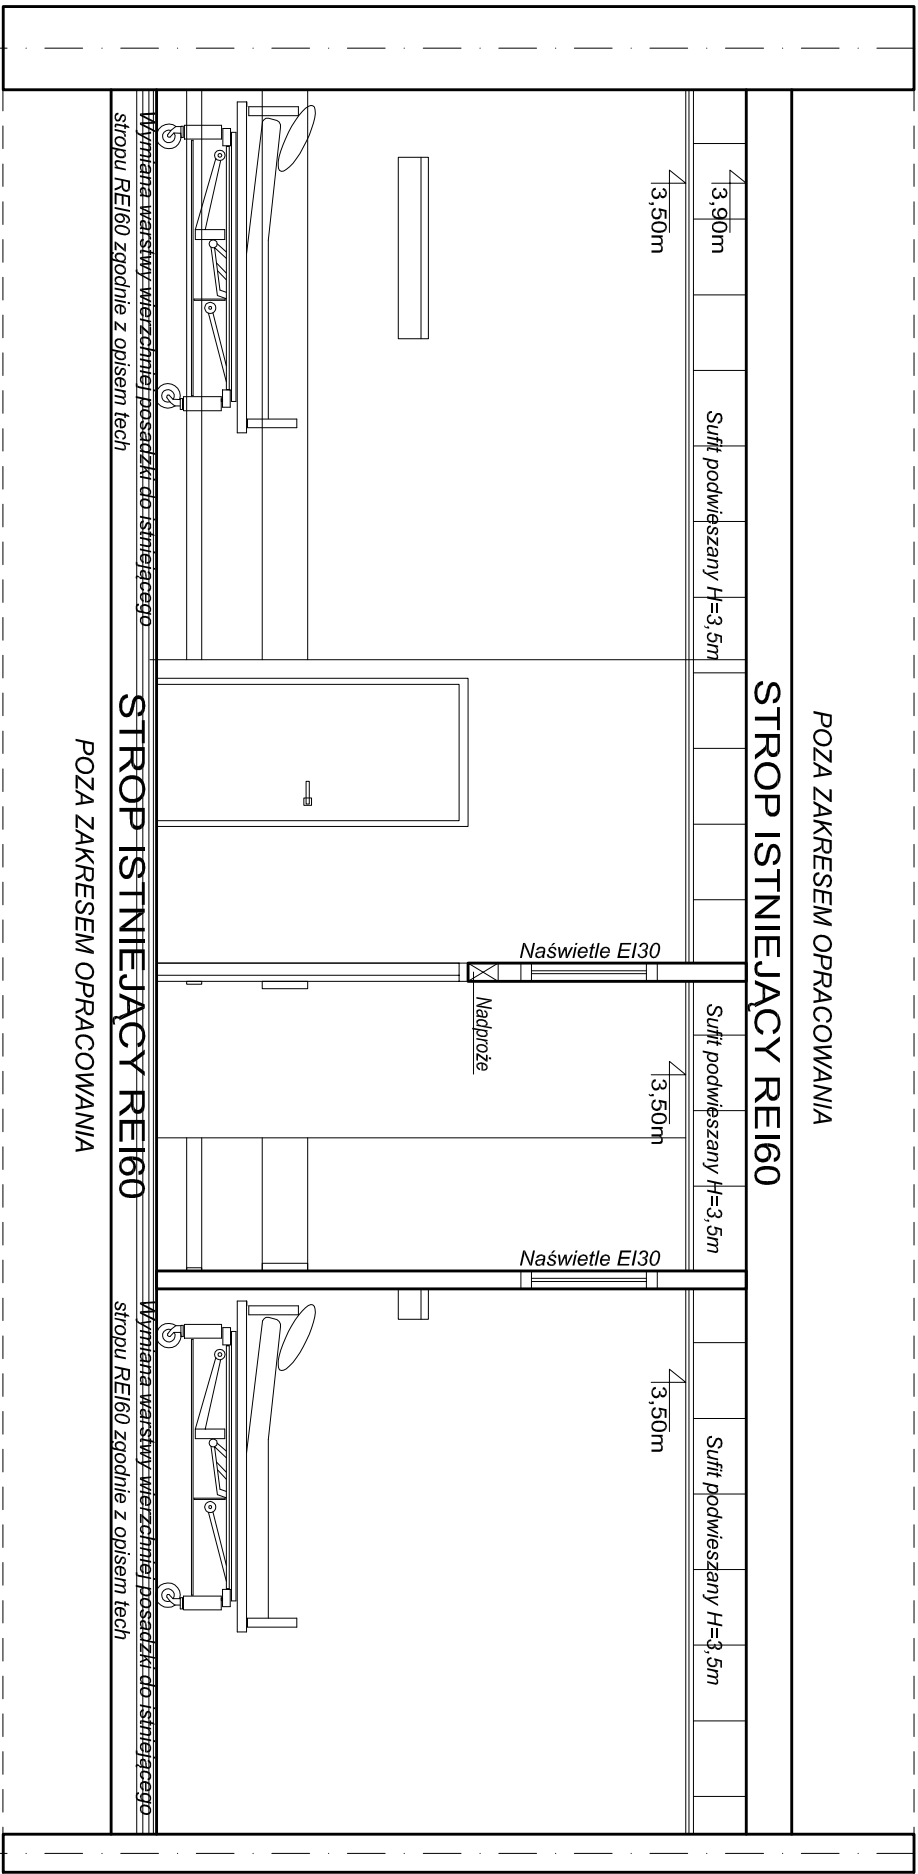 POZA ZAKRESEM OPRACOWANIA
STROP ISTNIEJĄCY REI60
3,90m
Sufit podwieszany H=3,5m
Sufit podwieszany H=3,5m
Sufit podwieszany H=3,5m
3,50m
3,50m
3,50m
Naświetle EI30
Naświetle EI30
Nadproże
Wymiana warstwy wierzchniej posadzki do istniejącego
stropu REI60 zgodnie z opisem tech
Wymiana warstwy wierzchniej posadzki do istniejącego
stropu REI60 zgodnie z opisem tech
STROP ISTNIEJĄCY REI60
POZA ZAKRESEM OPRACOWANIA